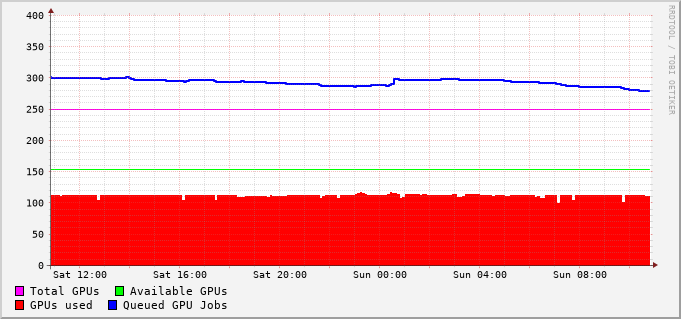 400
350
300
250
200
150
100
50
0
Sat 12:00 Sat 16:00 Sat 20:00 Sun 00:00 Sun 04:00 Sun 08:00
Total GPUs Available GPUs
GPUs used Queued GPU Jobs
RRDTOOL / TOBI OETIKER